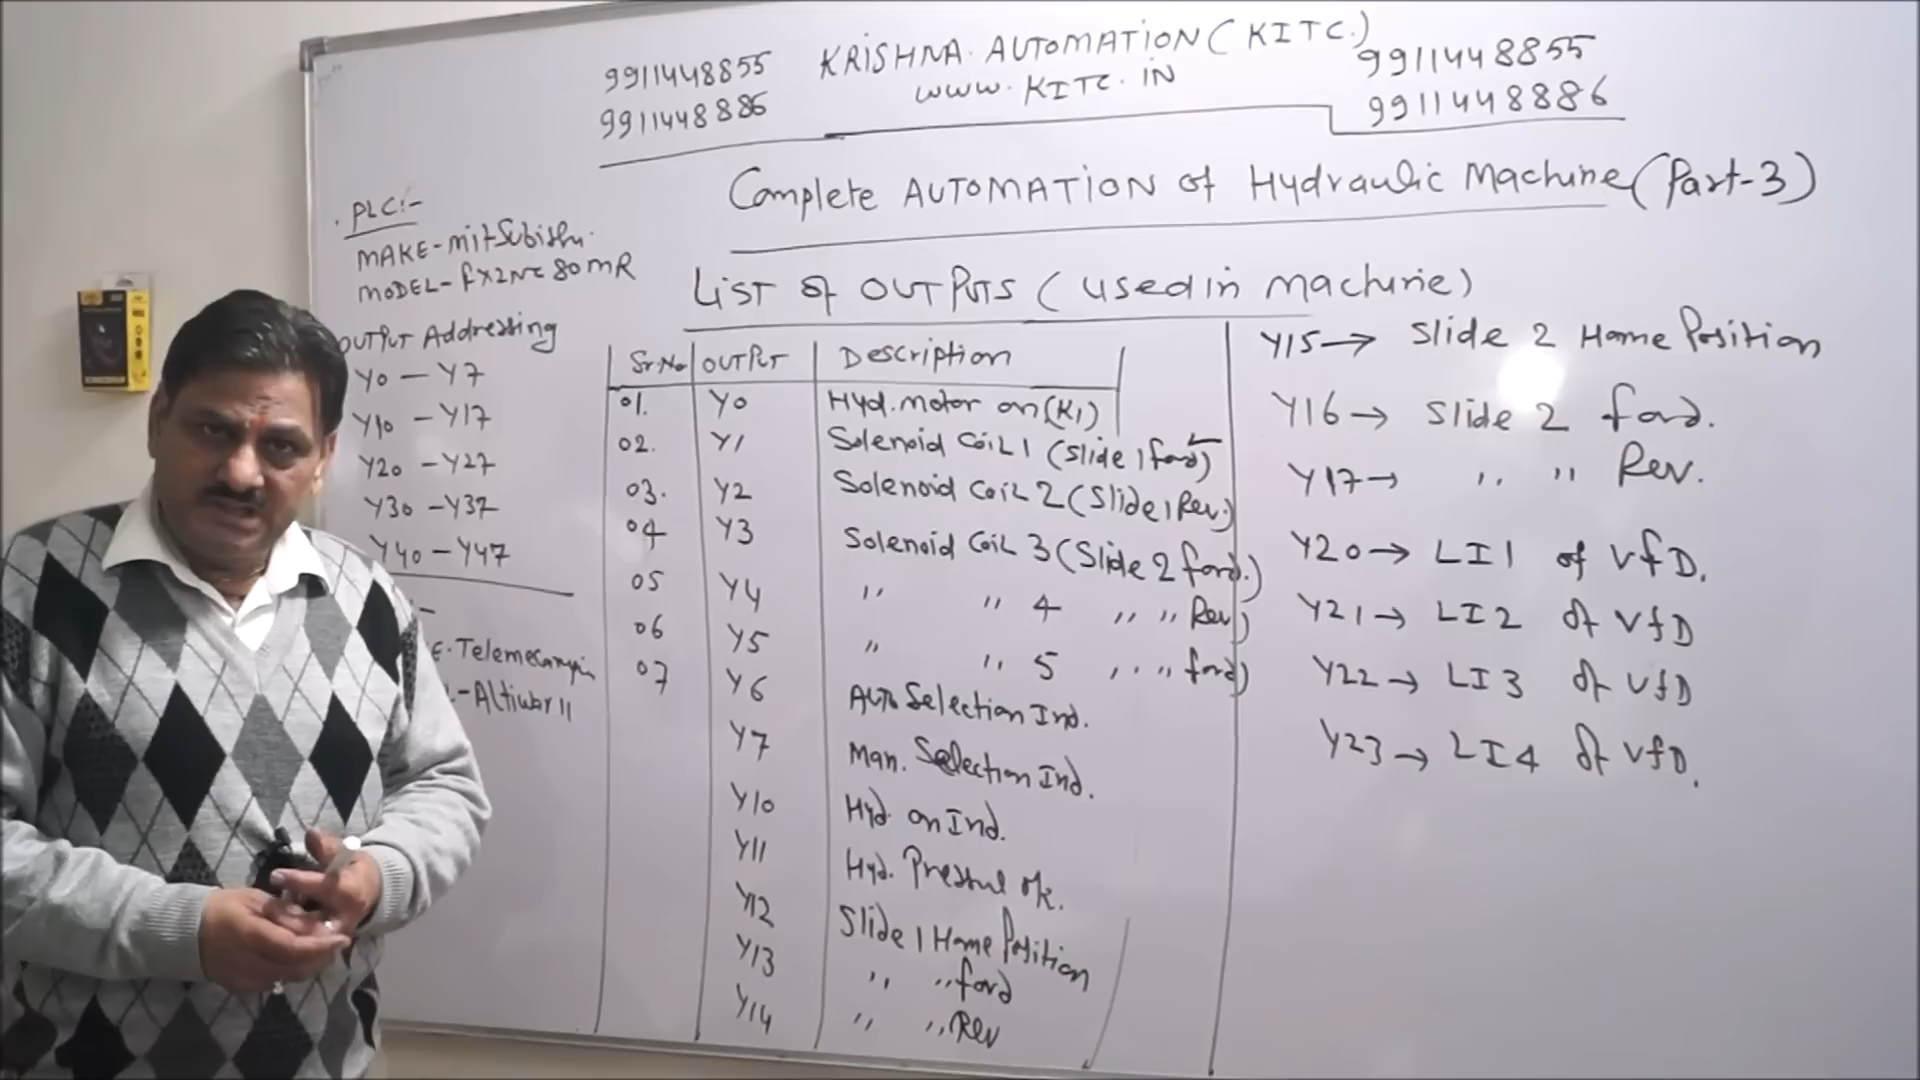 KRISHNA. AUTOMATION (KITC.)
www. KITC. IN
9911448855
9911448886
9911448855
9911448886
Complete AUTOMATION of Hydraulic Machine (Part-3)
LIST of OUTPUTS (used in machine)
PLC:-
MAKE-mitsubishi.
MODEL- fx2Nc 80MR
OUTPUT Addressing
Y0 - Y7
Y10 - Y17
Y20 - Y27
Y30 - Y37
Y40 - Y47
E-Telemecanique
-Altivar 11
Sr.No OUTPUT Description
01. Y0 Hyd. motor on (K1)
02. Y1 Solenoid Coil 1 (Slide 1 ford)
03. Y2 Solenoid Coil 2 (Slide 1 Rev.)
04 Y3 Solenoid Coil 3 (Slide 2 ford.)
05 Y4 " " 4 " " Rev)
06 Y5 " " 5 " " ford)
07 Y6 Auto Selection Ind.
Y7 Man. Selection Ind.
Y10 Hyd. on Ind.
Y11 Hyd. Pressure ok.
Y12 Slide 1 Home Position
Y13 " " ford
Y14 " " Rev
Y15 → Slide 2 Home Position
Y16 → Slide 2 ford.
Y17 → " " Rev.
Y20 → LI1 of VfD.
Y21 → LI2 of VfD
Y22 → LI3 of VfD
Y23 → LI4 of VfD.